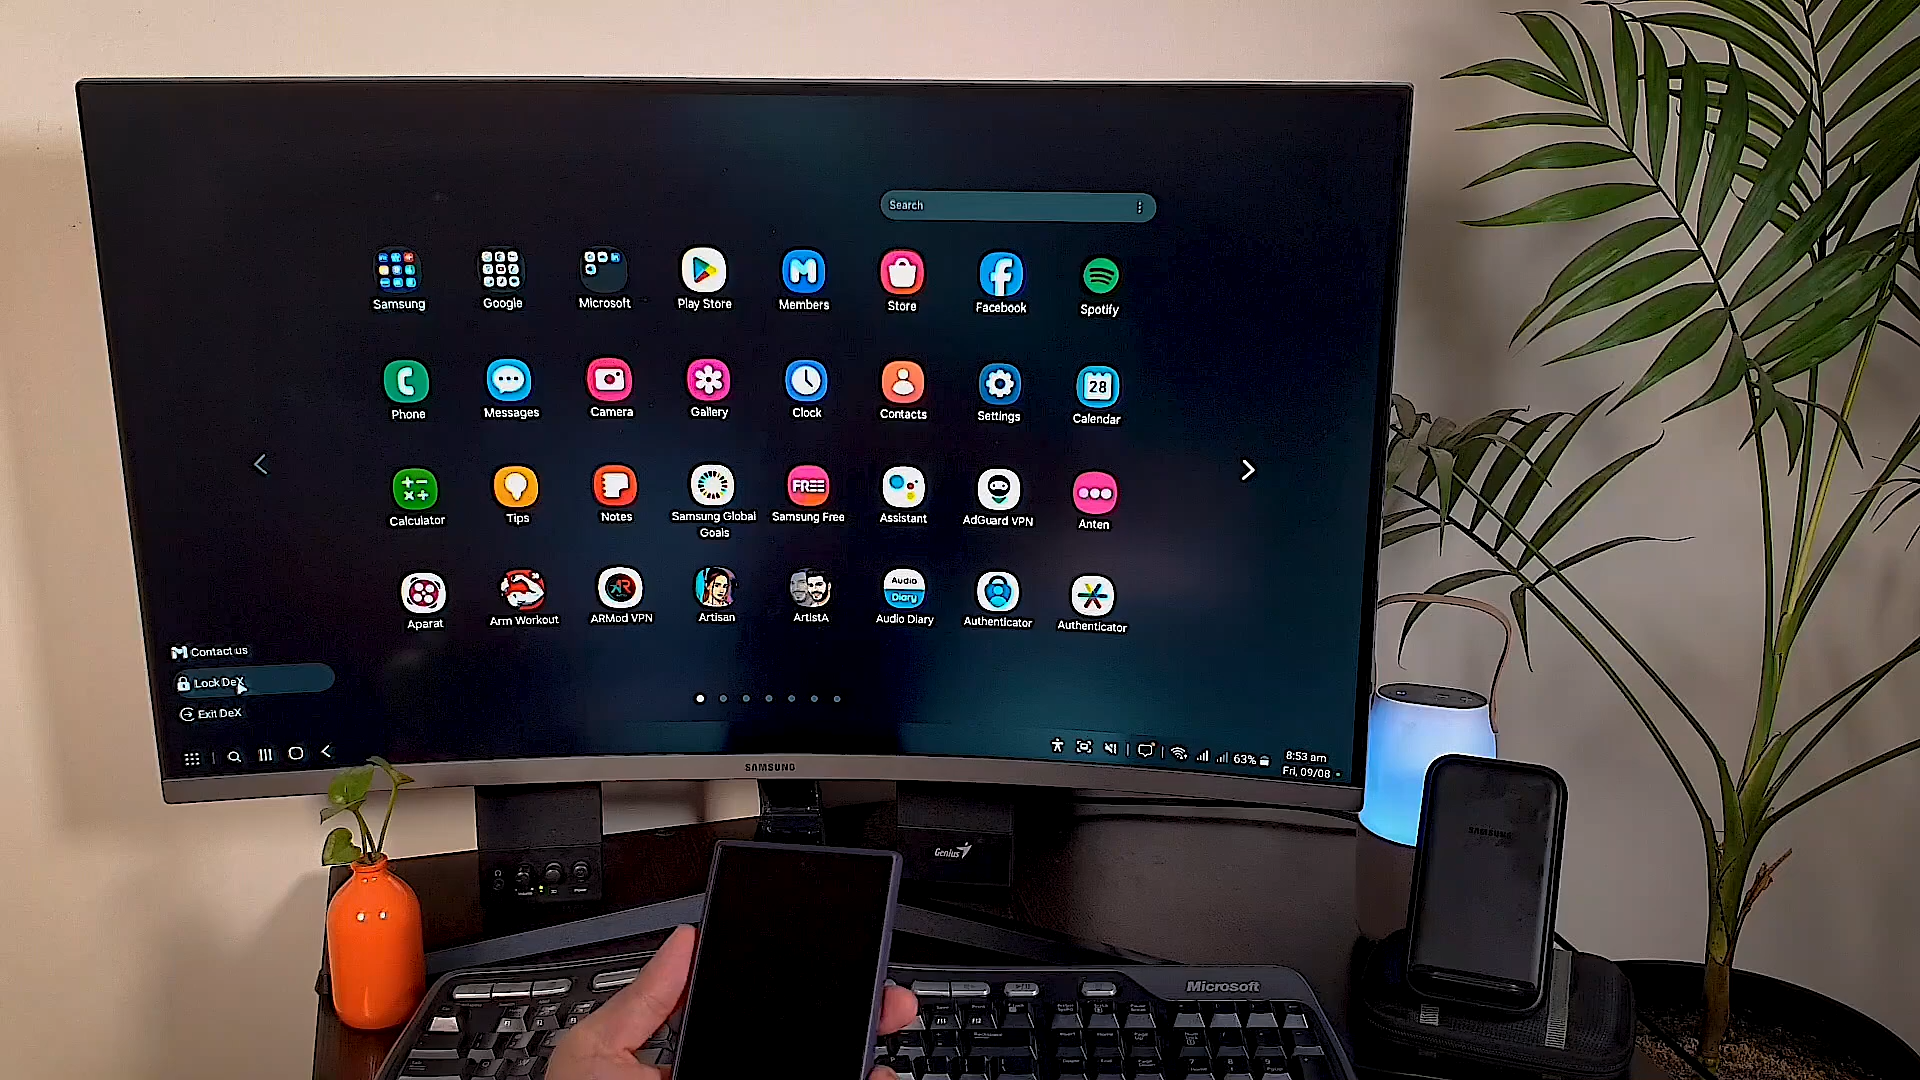 Search
Samsung
Google
Microsoft
Play Store
Members
Store
Facebook
Spotify
Phone
Messages
Camera
Gallery
Clock
Contacts
Settings
28
Calendar
Calculator
Tips
Notes
Samsung Global
Goals
FREE
Samsung Free
Assistant
AdGuard VPN
Anten
Aparat
Arm Workout
ARMod VPN
Artisan
ArtistA
Audio
Diary
Audio Diary
Authenticator
Authenticator
Contact us
Lock DeX
Exit DeX
63%
8:53 am
Fri, 09/08
SAMSUNG
Genius
SAMSUNG
Microsoft